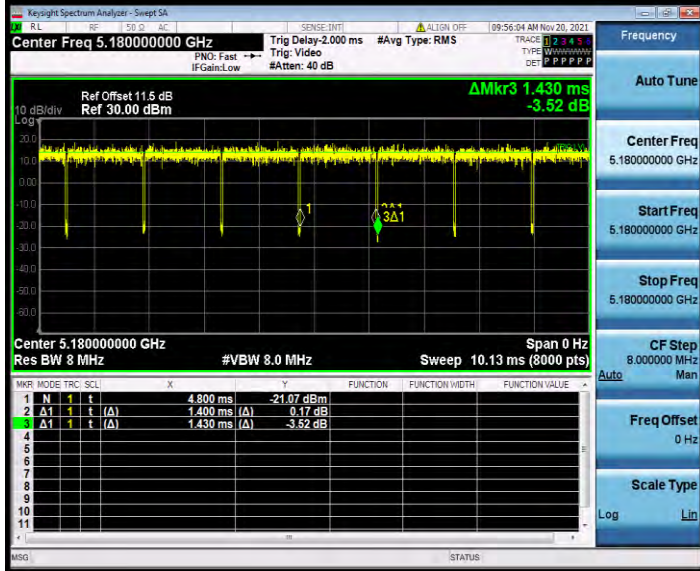 Keysight Spectrum Analyzer - Swept SA
RL RF 50 Ω AC SENSE:INT ALIGN OFF 09:56:04 AM Nov 20, 2021
Center Freq 5.180000000 GHz
PNO: Fast
IFGain:Low
Trig Delay-2.000 ms
Trig: Video
#Atten: 40 dB
#Avg Type: RMS
TRACE 1 2 3 4 5 6
TYPE
DET P P P P P P
ΔMkr3 1.430 ms
-3.52 dB
Ref Offset 11.5 dB
10 dB/div Ref 30.00 dBm
Log
20.0
10.0
0.00
-10.0
-20.0
-30.0
-40.0
-50.0
-60.0
1
3Δ1
Center 5.180000000 GHz Span 0 Hz
Res BW 8 MHz #VBW 8.0 MHz Sweep 10.13 ms (8000 pts)
MKR MODE TRC SCL X Y FUNCTION FUNCTION WIDTH FUNCTION VALUE
1 N 1 t 4.800 ms -21.07 dBm
2 Δ1 1 t (Δ) 1.400 ms (Δ) 0.17 dB
3 Δ1 1 t (Δ) 1.430 ms (Δ) -3.52 dB
4
5
6
7
8
9
10
11
MSG STATUS
Frequency
Auto Tune
Center Freq
5.180000000 GHz
Start Freq
5.180000000 GHz
Stop Freq
5.180000000 GHz
CF Step
8.000000 MHz
Auto Man
Freq Offset
0 Hz
Scale Type
Log Lin